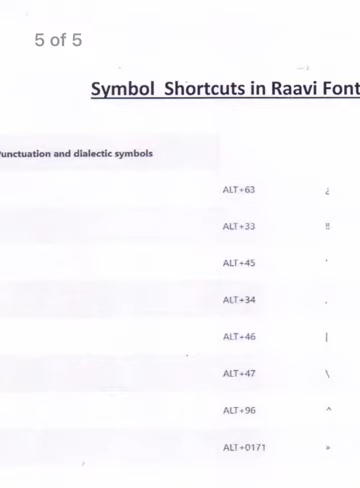 5 of 5
Symbol Shortcuts in Raavi Font
Punctuation and dialectic symbols
ALT+63 ¿
ALT+33 ‼
ALT+45 '
ALT+34 .
ALT+46 |
ALT+47 \
ALT+96 ^
ALT+0171 »